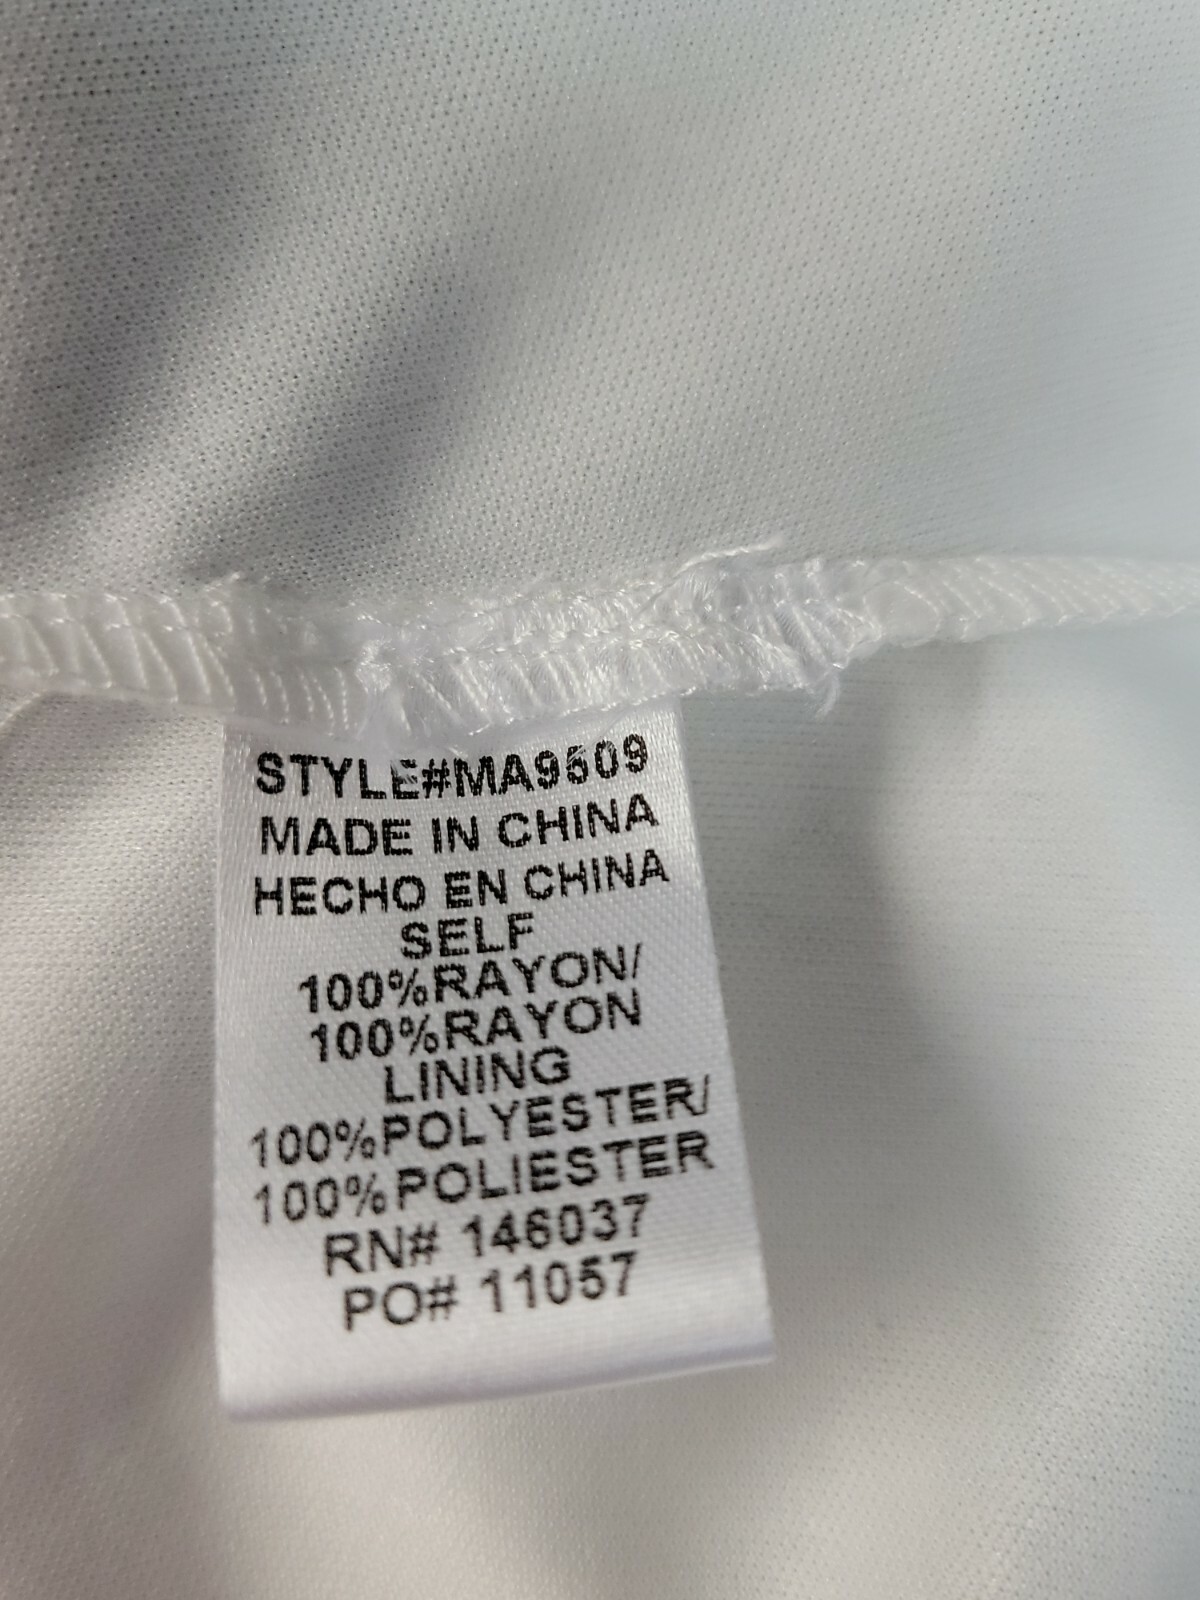 STYLE#MA9509
MADE IN CHINA
HECHO EN CHINA
SELF
100%RAYON/
100%RAYON
LINING
100%POLYESTER/
100%POLIESTER
RN# 146037
PO# 11057